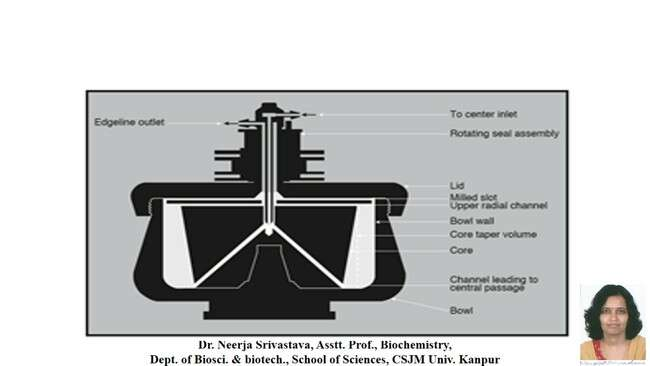 To center inlet
Edgeline outlet
Rotating seal assembly
Lid
Milled slot
Upper radial channel
Bowl wall
Core taper volume
Core
Channel leading to
central passage
Bowl
Dr. Neerja Srivastava, Asstt. Prof., Biochemistry,
Dept. of Biosci. & biotech., School of Sciences, CSJM Univ. Kanpur